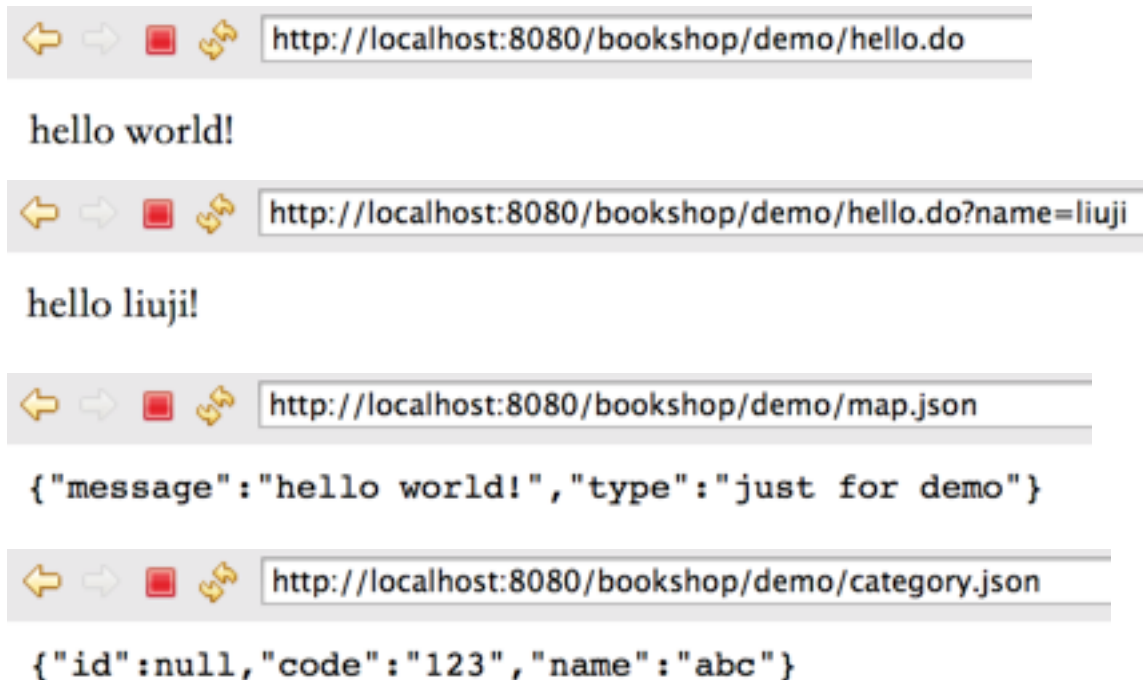 http://localhost:8080/bookshop/demo/hello.do
hello world!
http://localhost:8080/bookshop/demo/hello.do?name=liuji
hello liuji!
http://localhost:8080/bookshop/demo/map.json
{"message":"hello world!","type":"just for demo"}
http://localhost:8080/bookshop/demo/category.json
{"id":null,"code":"123","name":"abc"}